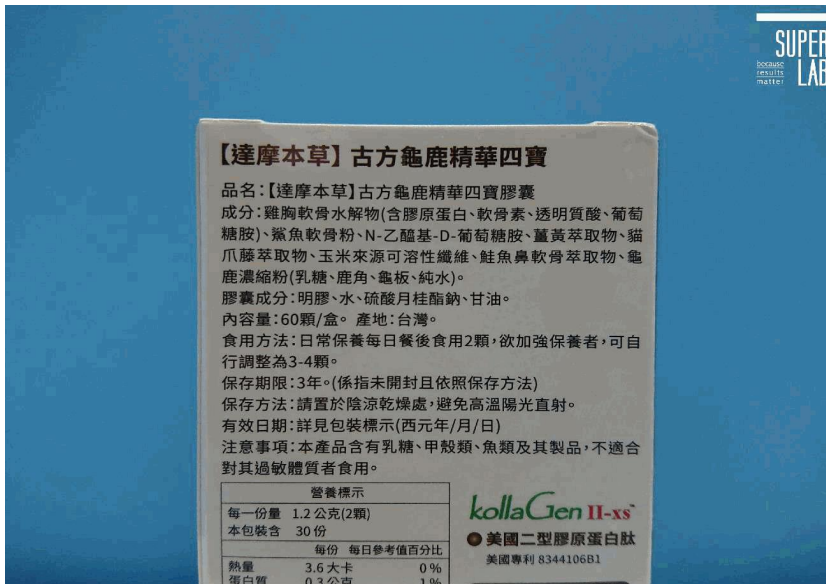 SUPER
LAB
because
results
matter
【達摩本草】古方龜鹿精華四寶
品名：【達摩本草】古方龜鹿精華四寶膠囊
成分：雞胸軟骨水解物(含膠原蛋白、軟骨素、透明質酸、葡萄
糖胺)、鯊魚軟骨粉、N-乙醯基-D-葡萄糖胺、薑黃萃取物、貓
爪藤萃取物、玉米來源可溶性纖維、鮭魚鼻軟骨萃取物、龜
鹿濃縮粉(乳糖、鹿角、龜板、純水)。
膠囊成分：明膠、水、硫酸月桂酯鈉、甘油。
內容量：60顆/盒。 產地：台灣。
食用方法：日常保養每日餐後食用2顆，欲加強保養者，可自
行調整為3-4顆。
保存期限：3年。(係指未開封且依照保存方法)
保存方法：請置於陰涼乾燥處，避免高溫陽光直射。
有效日期：詳見包裝標示(西元年/月/日)
注意事項：本產品含有乳糖、甲殼類、魚類及其製品，不適合
對其過敏體質者食用。
營養標示
每一份量 1.2公克(2顆)
本包裝含 30份
每份 每日參考值百分比
熱量 3.6大卡 0%
蛋白質 0.3公克 1%
kollaGen II-xs™
美國二型膠原蛋白肽
美國專利 8344106B1